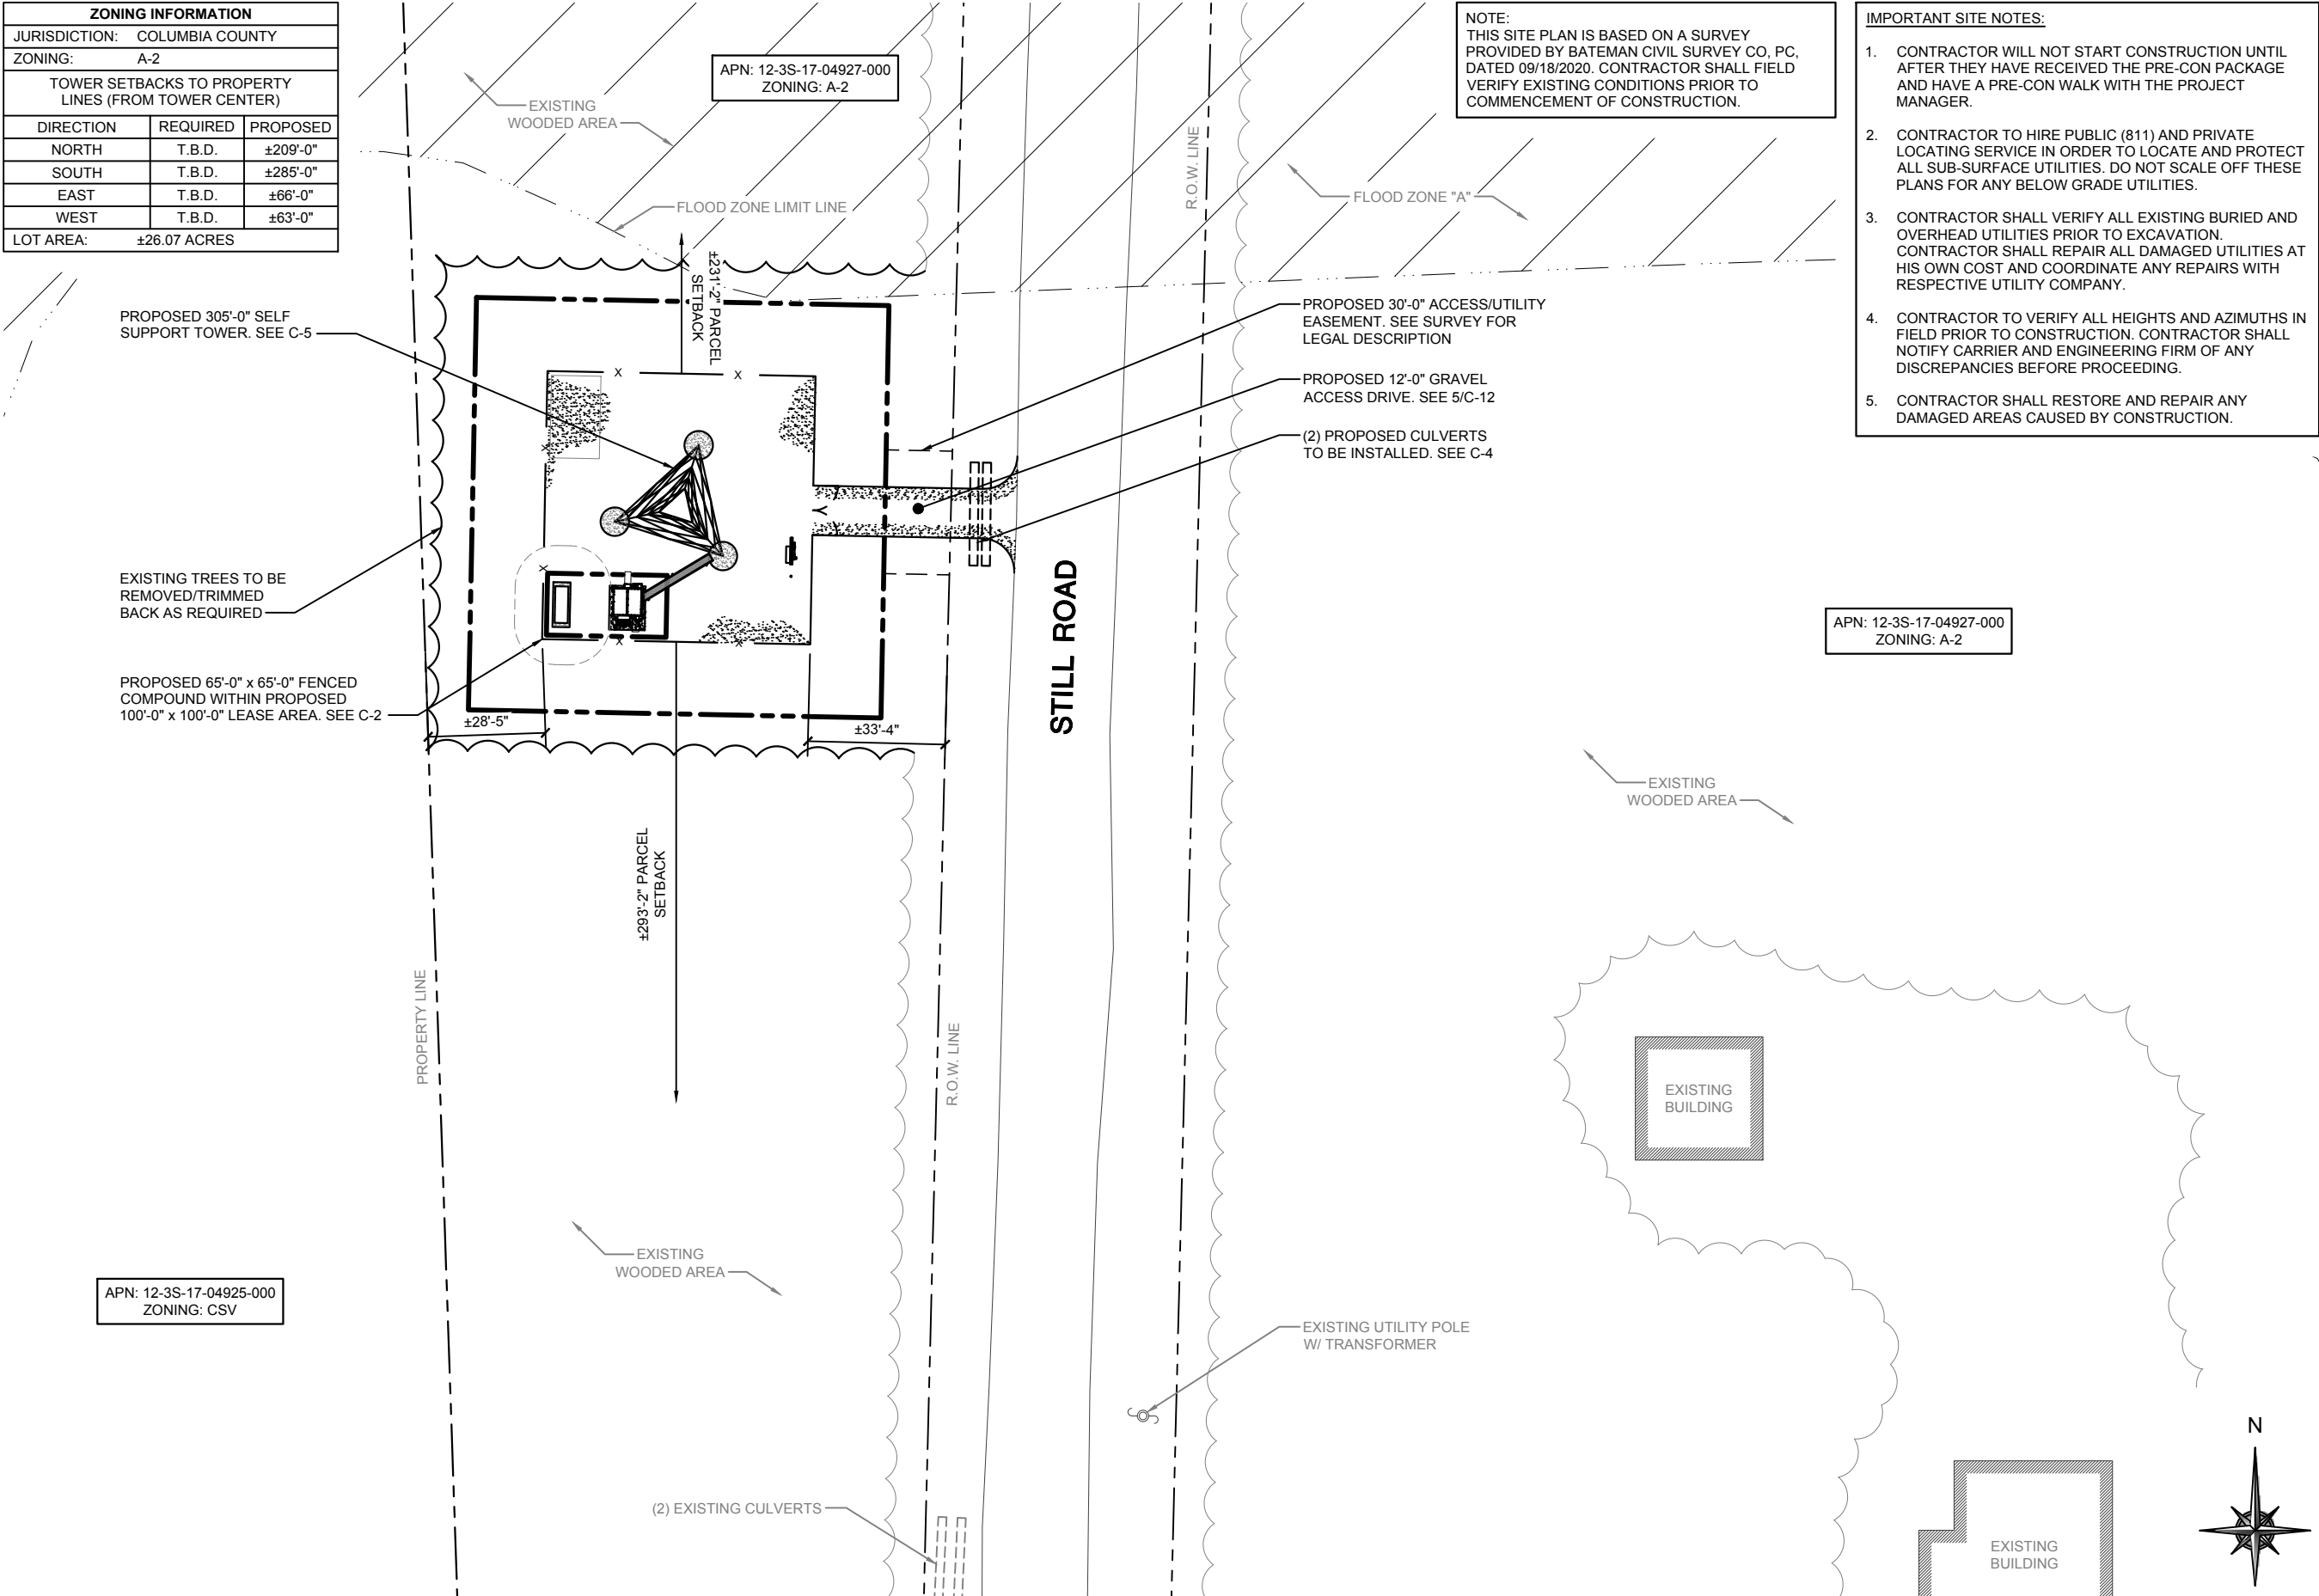 ZONING INFORMATION
JURISDICTION: COLUMBIA COUNTY
ZONING: A-2
TOWER SETBACKS TO PROPERTY
LINES (FROM TOWER CENTER)
DIRECTION REQUIRED PROPOSED
NORTH T.B.D. ±209'-0"
SOUTH T.B.D. ±285'-0"
EAST T.B.D. ±66'-0"
WEST T.B.D. ±63'-0"
LOT AREA: ±26.07 ACRES
APN: 12-3S-17-04927-000
ZONING: A-2
EXISTING
WOODED AREA
FLOOD ZONE LIMIT LINE
R.O.W. LINE
FLOOD ZONE "A"
NOTE:
THIS SITE PLAN IS BASED ON A SURVEY
PROVIDED BY BATEMAN CIVIL SURVEY CO, PC,
DATED 09/18/2020. CONTRACTOR SHALL FIELD
VERIFY EXISTING CONDITIONS PRIOR TO
COMMENCEMENT OF CONSTRUCTION.
IMPORTANT SITE NOTES:
1. CONTRACTOR WILL NOT START CONSTRUCTION UNTIL
AFTER THEY HAVE RECEIVED THE PRE-CON PACKAGE
AND HAVE A PRE-CON WALK WITH THE PROJECT
MANAGER.
2. CONTRACTOR TO HIRE PUBLIC (811) AND PRIVATE
LOCATING SERVICE IN ORDER TO LOCATE AND PROTECT
ALL SUB-SURFACE UTILITIES. DO NOT SCALE OFF THESE
PLANS FOR ANY BELOW GRADE UTILITIES.
3. CONTRACTOR SHALL VERIFY ALL EXISTING BURIED AND
OVERHEAD UTILITIES PRIOR TO EXCAVATION.
CONTRACTOR SHALL REPAIR ALL DAMAGED UTILITIES AT
HIS OWN COST AND COORDINATE ANY REPAIRS WITH
RESPECTIVE UTILITY COMPANY.
4. CONTRACTOR TO VERIFY ALL HEIGHTS AND AZIMUTHS IN
FIELD PRIOR TO CONSTRUCTION. CONTRACTOR SHALL
NOTIFY CARRIER AND ENGINEERING FIRM OF ANY
DISCREPANCIES BEFORE PROCEEDING.
5. CONTRACTOR SHALL RESTORE AND REPAIR ANY
DAMAGED AREAS CAUSED BY CONSTRUCTION.
PROPOSED 305'-0" SELF
SUPPORT TOWER. SEE C-5
±231'-2" PARCEL
SETBACK
PROPOSED 30'-0" ACCESS/UTILITY
EASEMENT. SEE SURVEY FOR
LEGAL DESCRIPTION
PROPOSED 12'-0" GRAVEL
ACCESS DRIVE. SEE 5/C-12
(2) PROPOSED CULVERTS
TO BE INSTALLED. SEE C-4
X X
X
X
X X
EXISTING TREES TO BE
REMOVED/TRIMMED
BACK AS REQUIRED
PROPOSED 65'-0" x 65'-0" FENCED
COMPOUND WITHIN PROPOSED
100'-0" x 100'-0" LEASE AREA. SEE C-2
±28'-5"
±33'-4"
STILL ROAD
APN: 12-3S-17-04927-000
ZONING: A-2
EXISTING
WOODED AREA
±293'-2" PARCEL
SETBACK
PROPERTY LINE
R.O.W. LINE
EXISTING
BUILDING
EXISTING
WOODED AREA
APN: 12-3S-17-04925-000
ZONING: CSV
EXISTING UTILITY POLE
W/ TRANSFORMER
(2) EXISTING CULVERTS
N
EXISTING
BUILDING